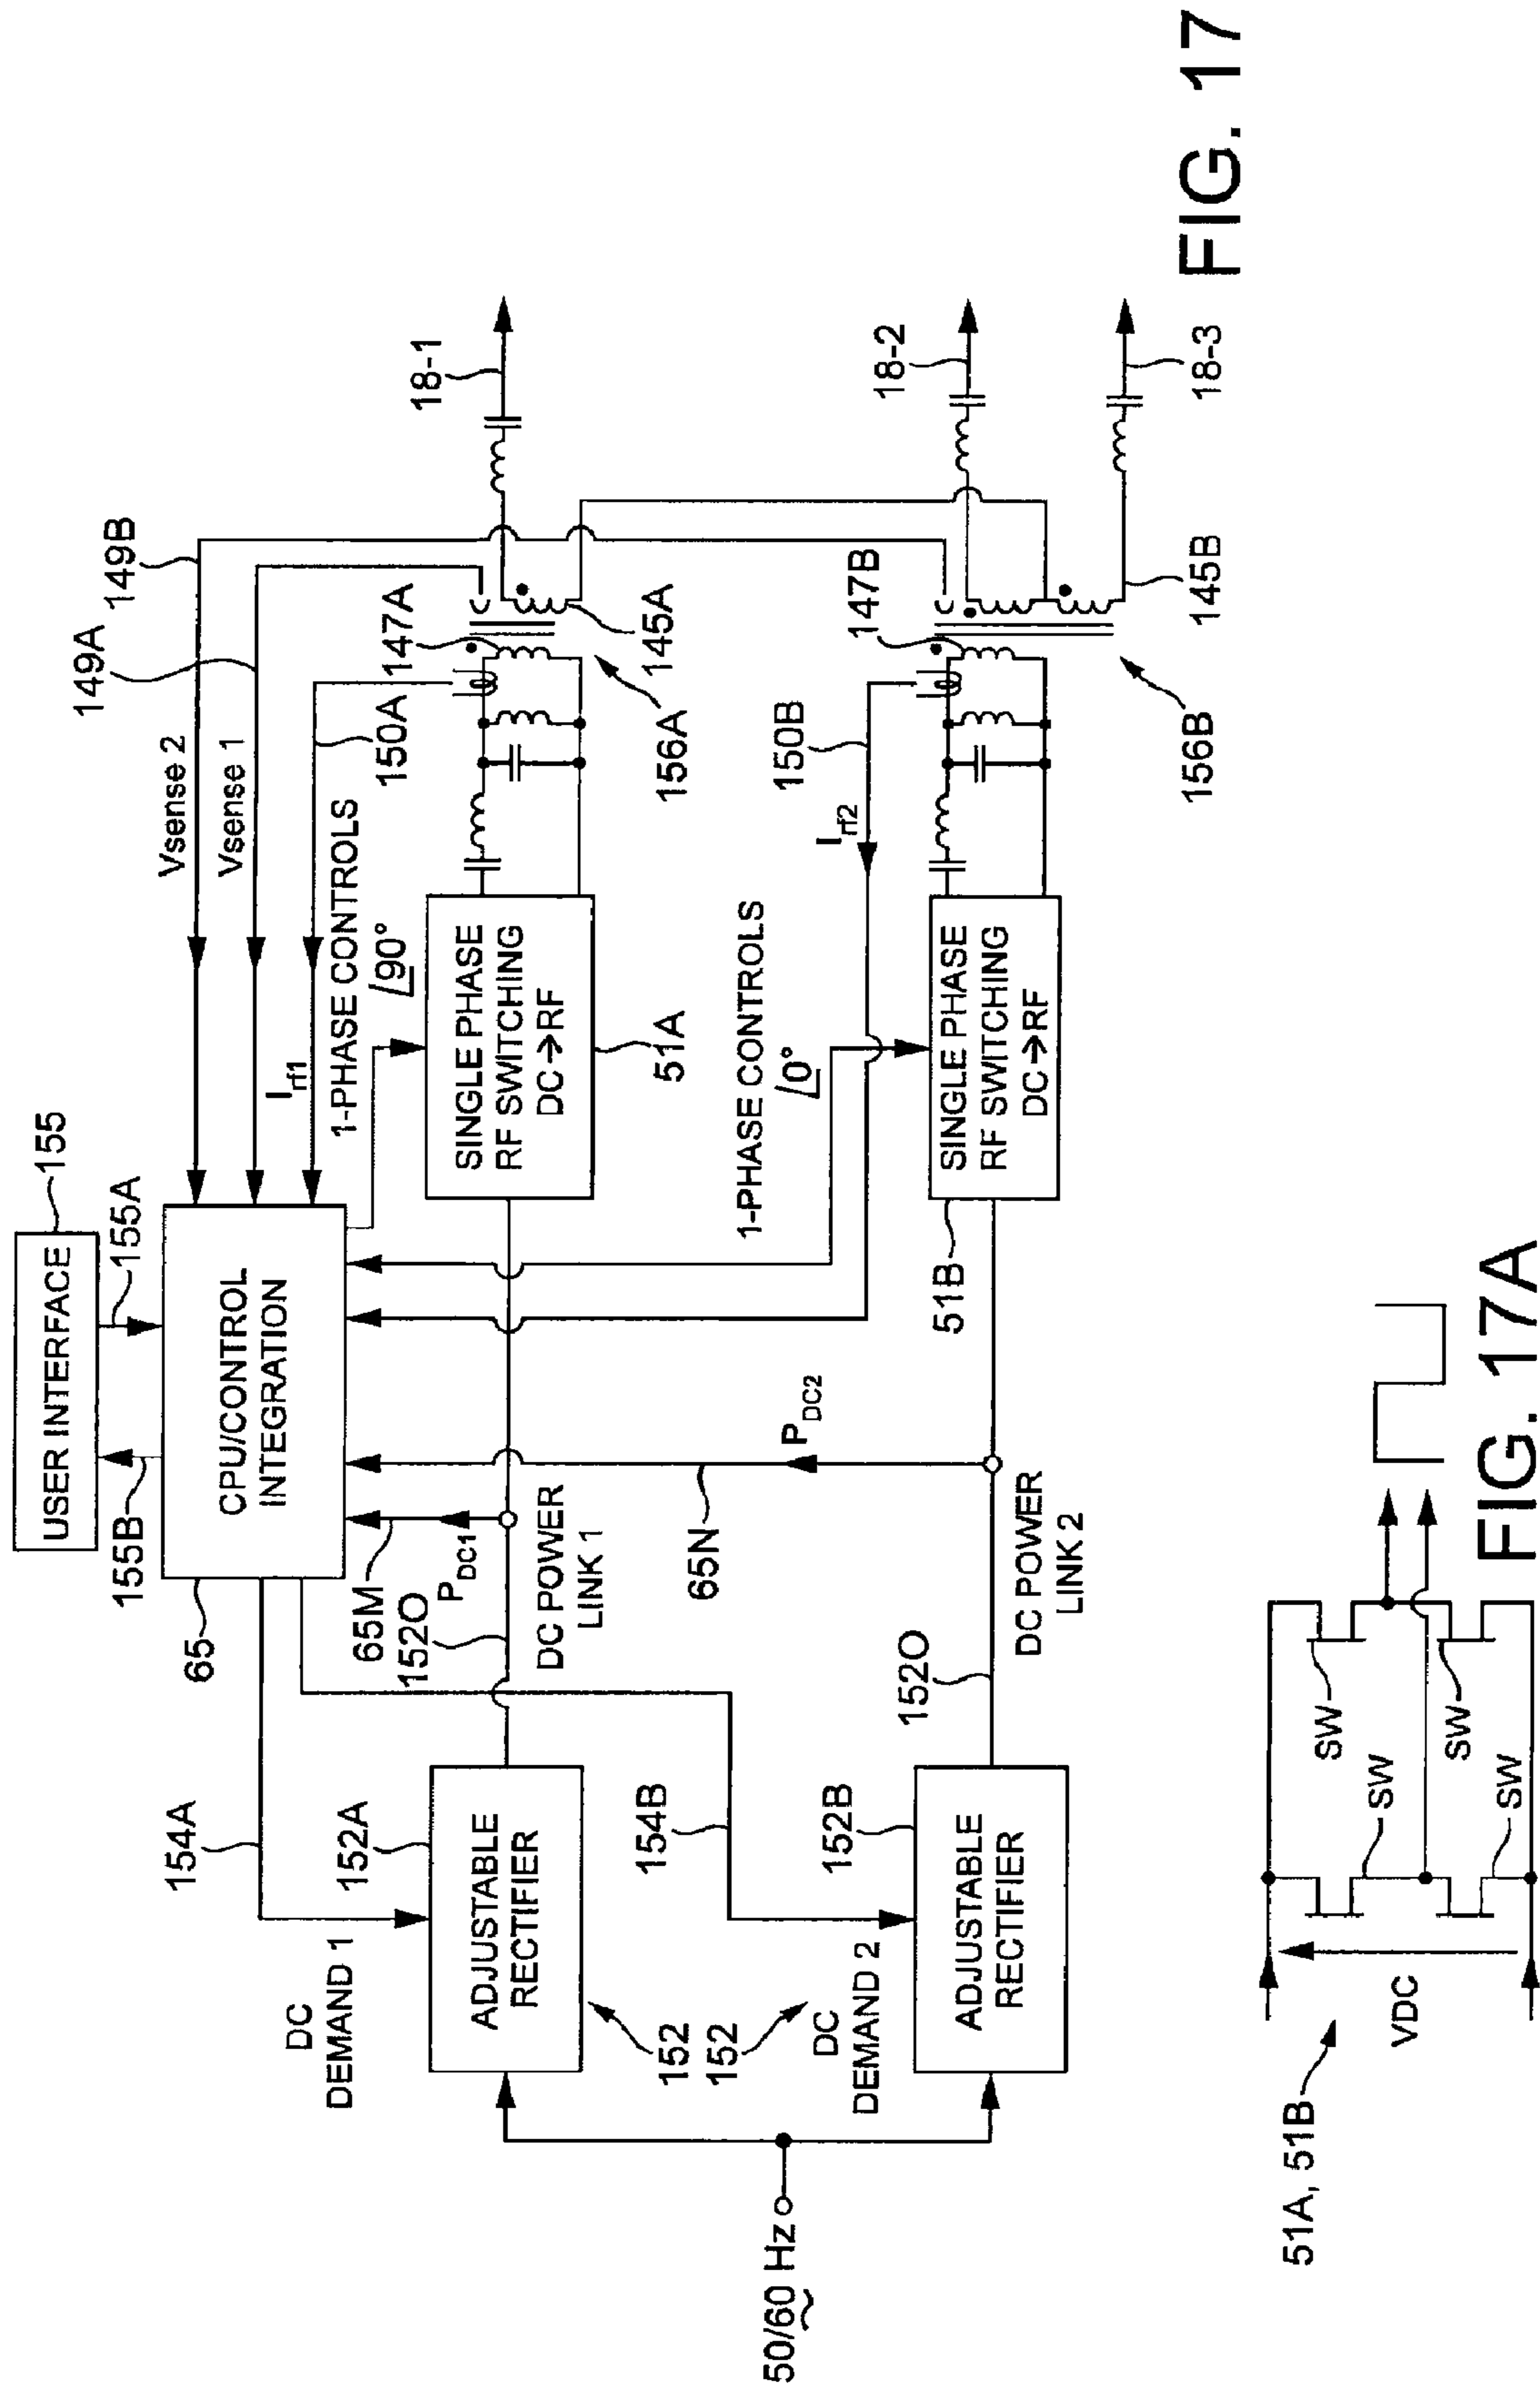 USER INTERFACE
155
155B
155A
CPU/CONTROL
INTEGRATION
65
Vsense 2
149B
Vsense 1
149A
Irf1
150A
1-PHASE CONTROLS
/90°
154A
DC
DEMAND 1
152A
ADJUSTABLE
RECTIFIER
152
65M
152O
PDC1
DC POWER
LINK 1
SINGLE PHASE
RF SWITCHING
DC→RF
51A
147A
145A
156A
18-1
50/60 Hz
154B
152
DC
DEMAND 2
152B
ADJUSTABLE
RECTIFIER
152O
65N
PDC2
DC POWER
LINK 2
1-PHASE CONTROLS
/0°
Irf2
150B
51B
SINGLE PHASE
RF SWITCHING
DC→RF
147B
145B
156B
18-2
18-3
FIG. 17
51A, 51B
VDC
SW
SW
SW
SW
FIG. 17A